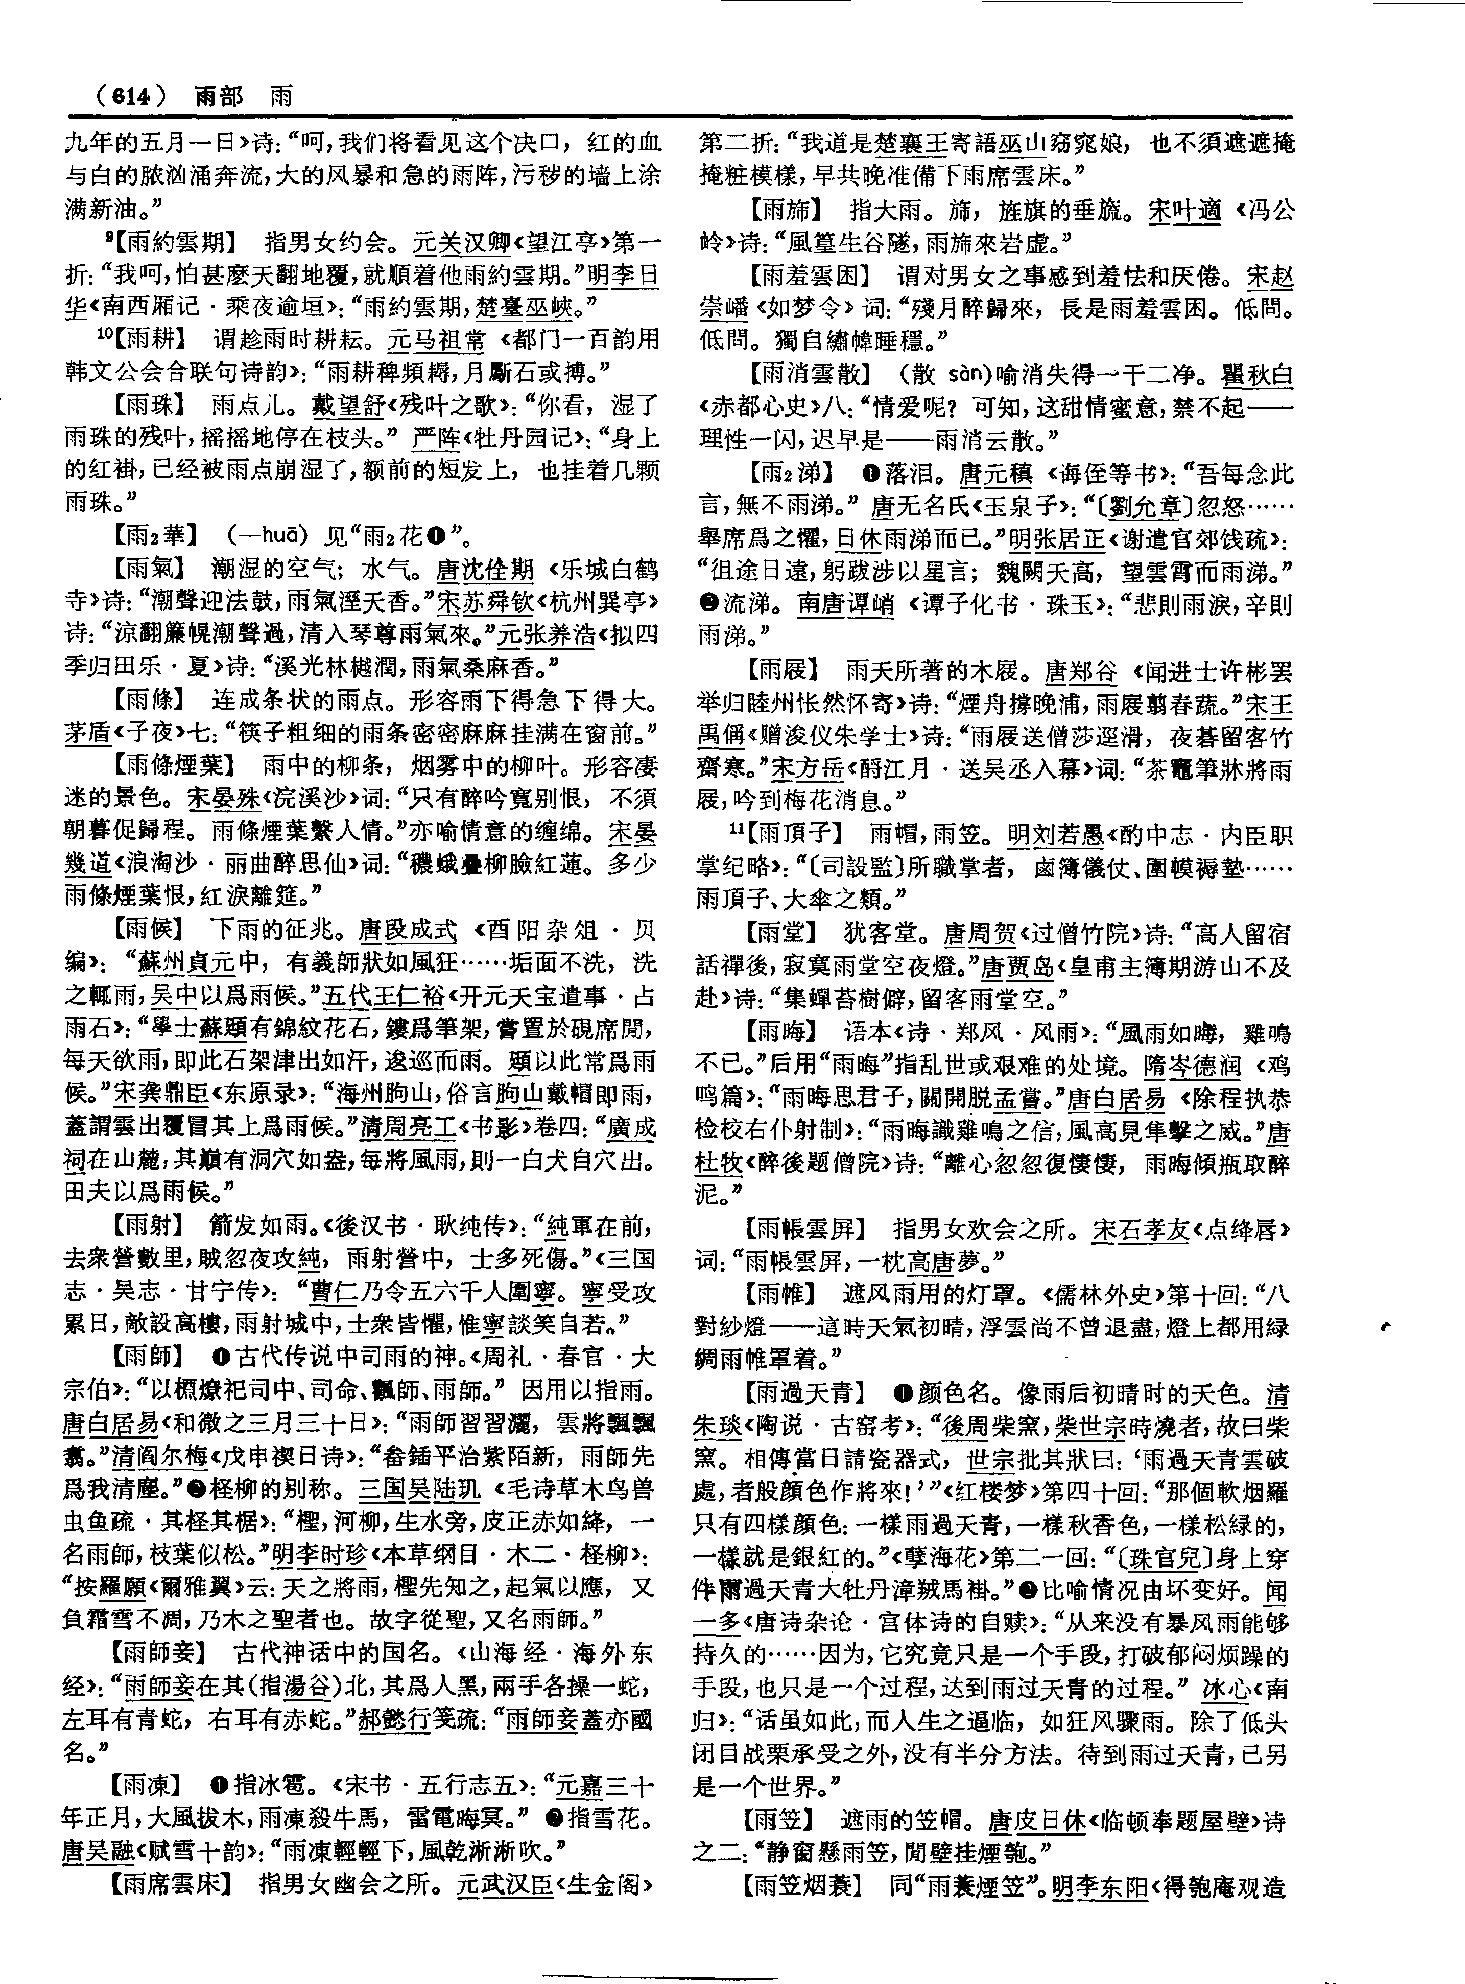 （614） 雨部 雨
九年的五月一日》诗：“呵，我们将看见这个决口，红的血
与白的脓汹涌奔流，大的风暴和急的雨阵，污秽的墙上涂
满新油。”
⁹【雨約雲期】 指男女约会。元关汉卿《望江亭》第一
折：“我呵，怕甚麽天翻地覆，就順着他雨約雲期。”明李日
华《南西厢记·乘夜逾垣》：“雨約雲期，楚臺巫峽。”
¹⁰【雨耕】 谓趁雨时耕耘。元马祖常《都门一百韵用
韩文公会合联句诗韵》：“雨耕稗頻耨，月斸石或搏。”
【雨珠】 雨点儿。戴望舒《残叶之歌》：“你看，湿了
雨珠的残叶，摇摇地停在枝头。”严阵《牡丹园记》：“身上
的红褂，已经被雨点崩湿了，额前的短发上，也挂着几颗
雨珠。”
【雨₂華】 （—huā）见“雨₂花❶”。
【雨氣】 潮湿的空气；水气。唐沈佺期《乐城白鹤
寺》诗：“潮聲迎法鼓，雨氣溼天香。”宋苏舜钦《杭州巽亭》
诗：“涼翻簾幌潮聲過，清入琴尊雨氣來。”元张养浩《拟四
季归田乐·夏》诗：“溪光林樾潤，雨氣桑麻香。”
【雨條】 连成条状的雨点。形容雨下得急下得大。
茅盾《子夜》七：“筷子粗细的雨条密密麻麻挂满在窗前。”
【雨條煙葉】 雨中的柳条，烟雾中的柳叶。形容凄
迷的景色。宋晏殊《浣溪沙》词：“只有醉吟寬别恨，不須
朝暮促歸程。雨條煙葉繫人情。”亦喻情意的缠绵。宋晏
幾道《浪淘沙·丽曲醉思仙》词：“穠蛾疊柳臉紅蓮。多少
雨條煙葉恨，紅淚離筵。”
【雨候】 下雨的征兆。唐段成式《酉阳杂俎·贝
编》：“蘇州貞元中，有義師狀如風狂……垢面不洗，洗
之輒雨，吴中以爲雨候。”五代王仁裕《开元天宝遗事·占
雨石》：“學士蘇頲有錦紋花石，鏤爲筆架，嘗置於硯席間，
每天欲雨，即此石架津出如汗，逡巡而雨。頲以此常爲雨
候。”宋龚鼎臣《东原录》：“海州朐山，俗言朐山戴帽即雨，
蓋謂雲出覆冒其上爲雨候。”清周亮工《书影》卷四：“廣成
祠在山麓，其巔有洞穴如盎，每將風雨，則一白犬自穴出。
田夫以爲雨候。”
【雨射】 箭发如雨。《後汉书·耿纯传》：“純軍在前，
去衆營數里，賊忽夜攻純，雨射營中，士多死傷。”《三国
志·吴志·甘宁传》：“曹仁乃令五六千人圍寧。寧受攻
累日，敵設高樓，雨射城中，士衆皆懼，惟寧談笑自若。”
【雨師】 ❶古代传说中司雨的神。《周礼·春官·大
宗伯》：“以槱燎祀司中、司命、飌師、雨師。”因用以指雨。
唐白居易《和微之三月三十日》：“雨師習習灑，雲將飄飄
翥。”清阎尔梅《戊申禊日诗》：“畚鍤平治紫陌新，雨師先
爲我清塵。”❷柽柳的别称。三国吴陆玑《毛诗草木鸟兽
虫鱼疏·其柽其椐》：“檉，河柳，生水旁，皮正赤如絳，一
名雨師，枝葉似松。”明李时珍《本草纲目·木二·柽柳》：
“按羅願《爾雅翼》云：天之將雨，檉先知之，起氣以應，又
負霜雪不凋，乃木之聖者也。故字從聖，又名雨師。”
【雨師妾】 古代神话中的国名。《山海经·海外东
经》：“雨師妾在其（指湯谷）北，其爲人黑，兩手各操一蛇，
左耳有青蛇，右耳有赤蛇。”郝懿行笺疏：“雨師妾蓋亦國
名。”
【雨凍】 ❶指冰雹。《宋书·五行志五》：“元嘉三十
年正月，大風拔木，雨凍殺牛馬，雷電晦冥。”❷指雪花。
唐吴融《赋雪十韵》：“雨凍輕輕下，風乾淅淅吹。”
【雨席雲床】 指男女幽会之所。元武汉臣《生金阁》
第二折：“我道是楚襄王寄語巫山窈窕娘，也不須遮遮掩
掩粧模樣，早共晚准備下雨席雲床。”
【雨斾】 指大雨。斾，旌旗的垂旒。宋叶適《冯公
岭》诗：“風篁生谷隧，雨斾來岩虚。”
【雨羞雲困】 谓对男女之事感到羞怯和厌倦。宋赵
崇嶓《如梦令》词：“殘月醉歸來，長是雨羞雲困。低問。
低問。獨自繡幃睡穩。”
【雨消雲散】 （散 sàn）喻消失得一干二净。瞿秋白
《赤都心史》八：“情爱呢？可知，这甜情蜜意，禁不起——
理性一闪，迟早是——雨消云散。”
【雨₂涕】 ❶落泪。唐元稹《诲侄等书》：“吾每念此
言，無不雨涕。”唐无名氏《玉泉子》：“〔劉允章〕忽怒……
舉席爲之懼，日休雨涕而已。”明张居正《谢遣官郊饯疏》：
“徂途日遠，躬跋涉以星言；魏闕天高，望雲霄而雨涕。”
❷流涕。南唐谭峭《谭子化书·珠玉》：“悲則雨淚，辛則
雨涕。”
【雨屐】 雨天所著的木屐。唐郑谷《闻进士许彬罢
举归睦州怅然怀寄》诗：“煙舟撐晚浦，雨屐翦春蔬。”宋王
禹偁《赠浚仪朱学士》诗：“雨屐送僧莎逕滑，夜碁留客竹
齋寒。”宋方岳《酹江月·送吴丞入幕》词：“茶竈筆牀將雨
屐，吟到梅花消息。”
¹¹【雨頂子】 雨帽，雨笠。明刘若愚《酌中志·内臣职
掌纪略》：“〔司設監〕所職掌者，鹵簿儀仗、圍幙褥墊……
雨頂子、大傘之類。”
【雨堂】 犹客堂。唐周贺《过僧竹院》诗：“高人留宿
話禪後，寂寞雨堂空夜燈。”唐贾岛《皇甫主簿期游山不及
赴》诗：“集蟬苔樹僻，留客雨堂空。”
【雨晦】 语本《诗·郑风·风雨》：“風雨如晦，雞鳴
不已。”后用“雨晦”指乱世或艰难的处境。隋岑德润《鸡
鸣篇》：“雨晦思君子，關開脱孟嘗。”唐白居易《除程执恭
检校右仆射制》：“雨晦識雞鳴之信，風高見隼擊之威。”唐
杜牧《醉後题僧院》诗：“離心忽忽復悽悽，雨晦傾瓶取醉
泥。”
【雨帳雲屏】 指男女欢会之所。宋石孝友《点绛唇》
词：“雨帳雲屏，一枕高唐夢。”
【雨帷】 遮风雨用的灯罩。《儒林外史》第十回：“八
對紗燈——這時天氣初晴，浮雲尚不曾退盡，燈上都用緑
綢雨帷罩着。”
【雨過天青】 ❶颜色名。像雨后初晴时的天色。清
朱琰《陶说·古窑考》：“後周柴窯，柴世宗時燒者，故曰柴
窯。相傳當日請瓷器式，世宗批其狀曰：‘雨過天青雲破
處，者般顔色作將來！’”《红楼梦》第四十回：“那個軟烟羅
只有四樣顔色：一樣雨過天青，一樣秋香色，一樣松緑的，
一樣就是銀紅的。”《孽海花》第二一回：“〔珠官兒〕身上穿
件雨過天青大牡丹漳羢馬褂。”❷比喻情况由坏变好。闻
一多《唐诗杂论·宫体诗的自赎》：“从来没有暴风雨能够
持久的……因为，它究竟只是一个手段，打破郁闷烦躁的
手段，也只是一个过程，达到雨过天青的过程。”冰心《南
归》：“话虽如此，而人生之逼临，如狂风骤雨。除了低头
闭目战栗承受之外，没有半分方法。待到雨过天青，已另
是一个世界。”
【雨笠】 遮雨的笠帽。唐皮日休《临顿奉题屋壁》诗
之二：“静窗懸雨笠，閒壁挂煙匏。”
【雨笠烟蓑】 同“雨蓑煙笠”。明李东阳《得匏庵观造